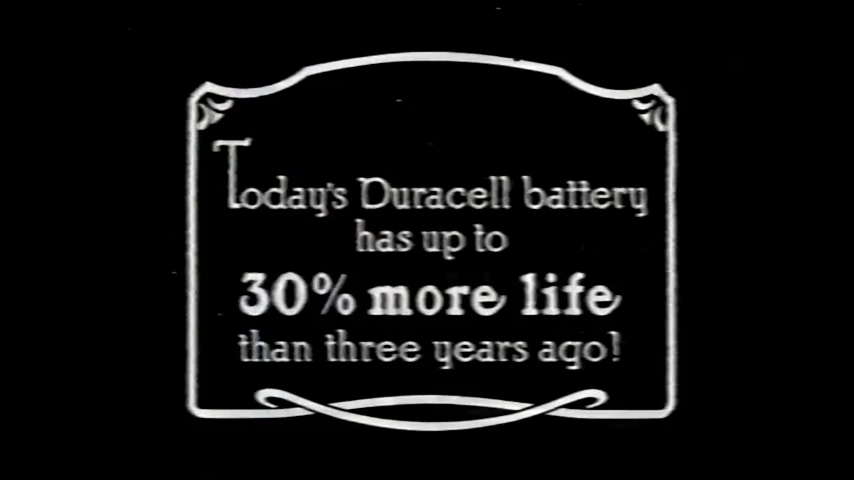 Today's Duracell battery
has up to
30% more life
than three years ago!